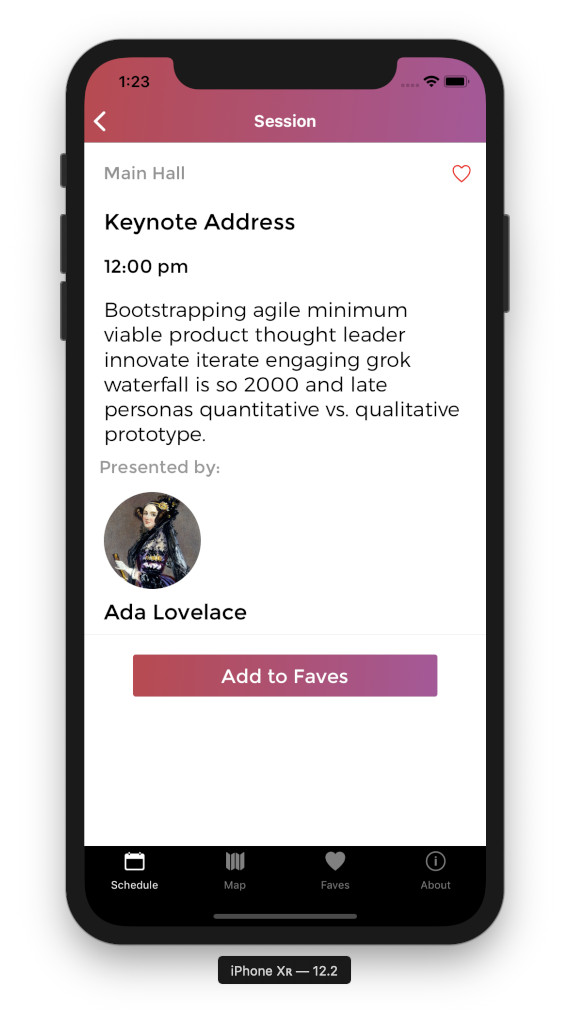 1:23
Session
Main Hall
Keynote Address
12:00 pm
Bootstrapping agile minimum
viable product thought leader
innovate iterate engaging grok
waterfall is so 2000 and late
personas quantitative vs. qualitative
prototype.
Presented by:
Ada Lovelace
Add to Faves
Schedule Map Faves About
iPhone Xʀ — 12.2